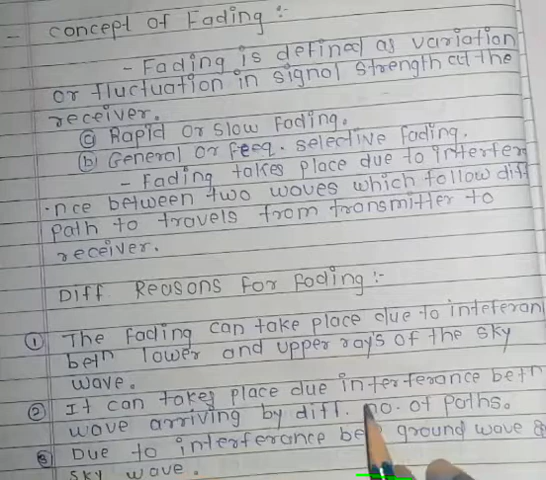 - Concept of Fading :-
- Fading is defined as variation
or fluctuation in signal strength at the
receiver.
(a) Rapid or slow Fading.
(b) General or Freq. selective fading.
- Fading takes place due to interfer
-nce between two waves which follow diff
path to travels from transmitter to
receiver.
Diff Reasons for Fading :-
① The Fading can take place due to inteferan
betn lower and upper ray's of the sky
wave.
② It can takes place due interferance betn
wave arriving by diff. no. of paths.
③ Due to interferance be ground wave &
sky wave.